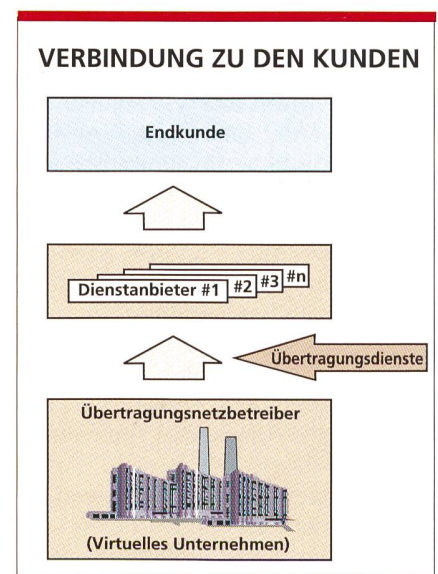 VERBINDUNG ZU DEN KUNDEN
Endkunde
Dienstanbieter #1 #2 #3 #n
Übertragungsdienste
Übertragungsnetzbetreiber
(Virtuelles Unternehmen)